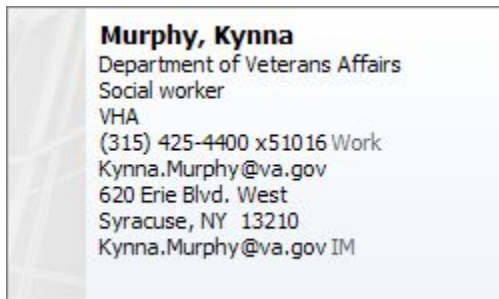 Murphy, Kynna
Department of Veterans Affairs
Social worker
VHA
(315) 425-4400 x51016 Work
Kynna.Murphy@va.gov
620 Erie Blvd. West
Syracuse, NY  13210
Kynna.Murphy@va.gov IM